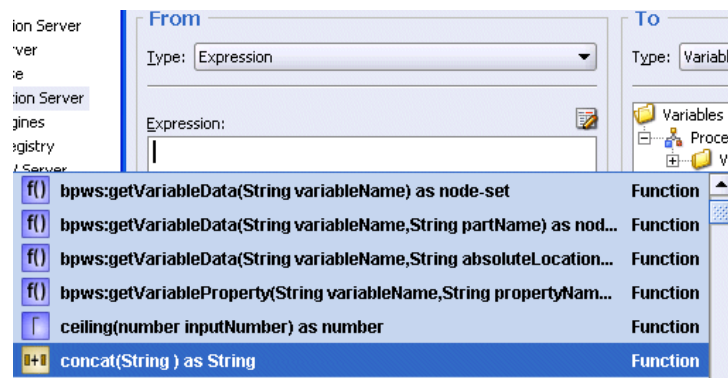 ion Server
rver
se
tion Server
gines
egistry
/ Server
From
Type: Expression
Expression:
To
Type: Variabl
Variables
Proce
V
f() bpws:getVariableData(String variableName) as node-set Function
f() bpws:getVariableData(String variableName,String partName) as nod... Function
f() bpws:getVariableData(String variableName,String absoluteLocation... Function
f() bpws:getVariableProperty(String variableName,String propertyNam... Function
ceiling(number inputNumber) as number Function
concat(String ) as String Function